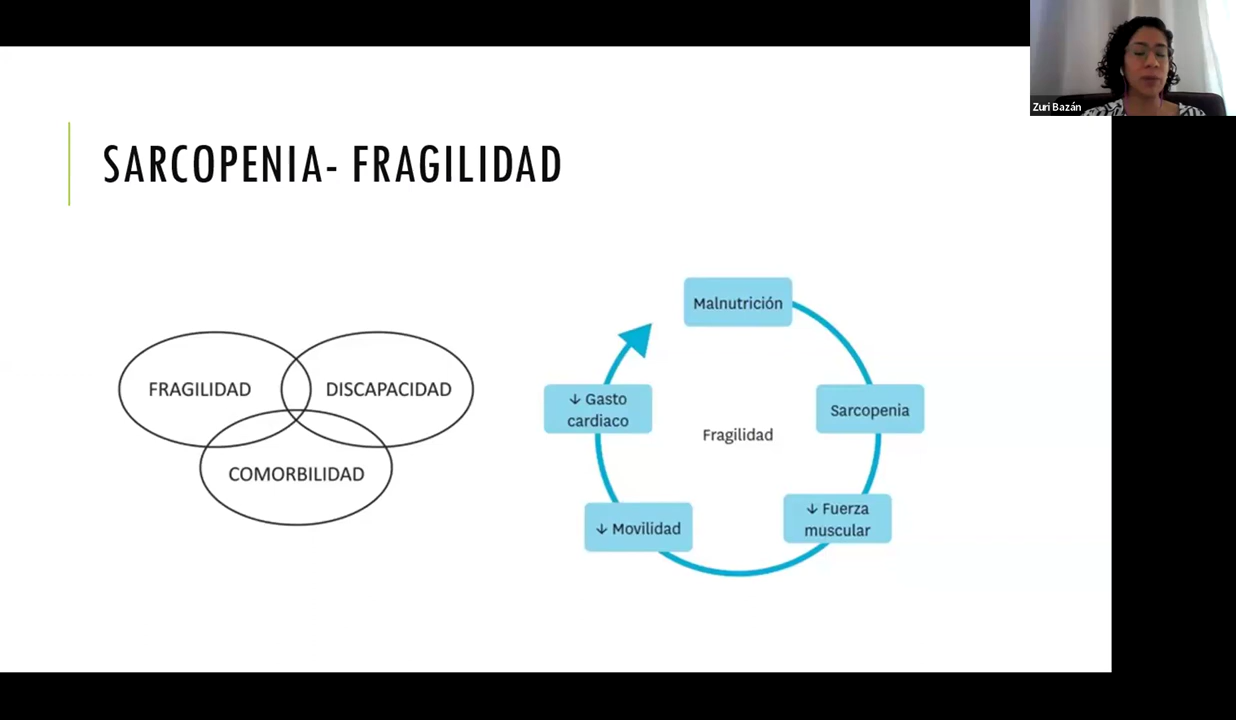 Zuri Bazán
SARCOPENIA- FRAGILIDAD
FRAGILIDAD
DISCAPACIDAD
COMORBILIDAD
Malnutrición
Sarcopenia
↓ Fuerza
muscular
↓ Movilidad
↓ Gasto
cardiaco
Fragilidad